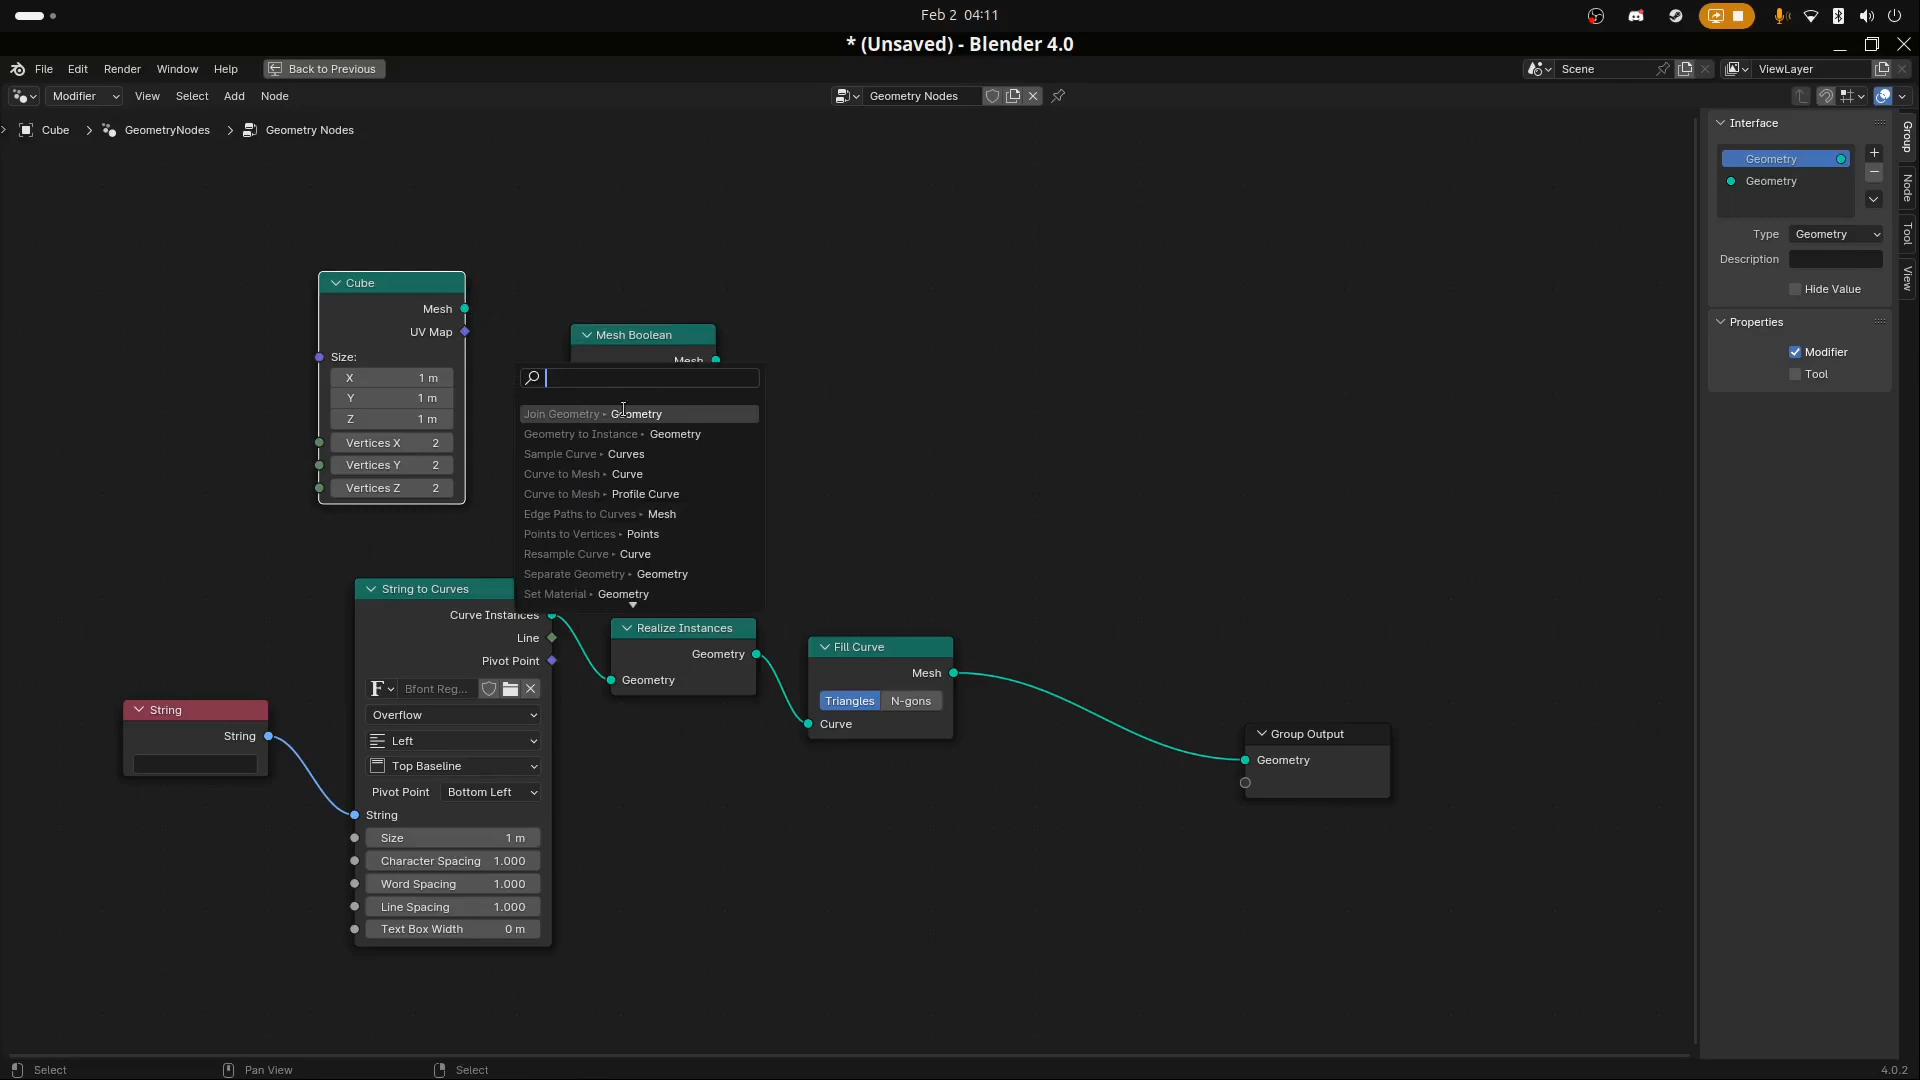 Feb 2 04:11
* (Unsaved) - Blender 4.0
File Edit Render Window Help Back to Previous Scene ViewLayer
Modifier View Select Add Node Geometry Nodes
Cube GeometryNodes Geometry Nodes
Interface
Geometry
Geometry
Type Geometry
Description
Hide Value
Properties
Modifier
Tool
Group
Node
Tool
View
Cube
Mesh
UV Map
Size:
X 1 m
Y 1 m
Z 1 m
Vertices X 2
Vertices Y 2
Vertices Z 2
Mesh Boolean
Mesh
Join Geometry ▸ Geometry
Geometry to Instance ▸ Geometry
Sample Curve ▸ Curves
Curve to Mesh ▸ Curve
Curve to Mesh ▸ Profile Curve
Edge Paths to Curves ▸ Mesh
Points to Vertices ▸ Points
Resample Curve ▸ Curve
Separate Geometry ▸ Geometry
Set Material ▸ Geometry
String to Curves
Curve Instances
Line
Pivot Point
F Bfont Reg...
Overflow
Left
Top Baseline
Pivot Point Bottom Left
String
Size 1 m
Character Spacing 1.000
Word Spacing 1.000
Line Spacing 1.000
Text Box Width 0 m
String
String
Realize Instances
Geometry
Geometry
Fill Curve
Mesh
Triangles N-gons
Curve
Group Output
Geometry
Select Pan View Select 4.0.2